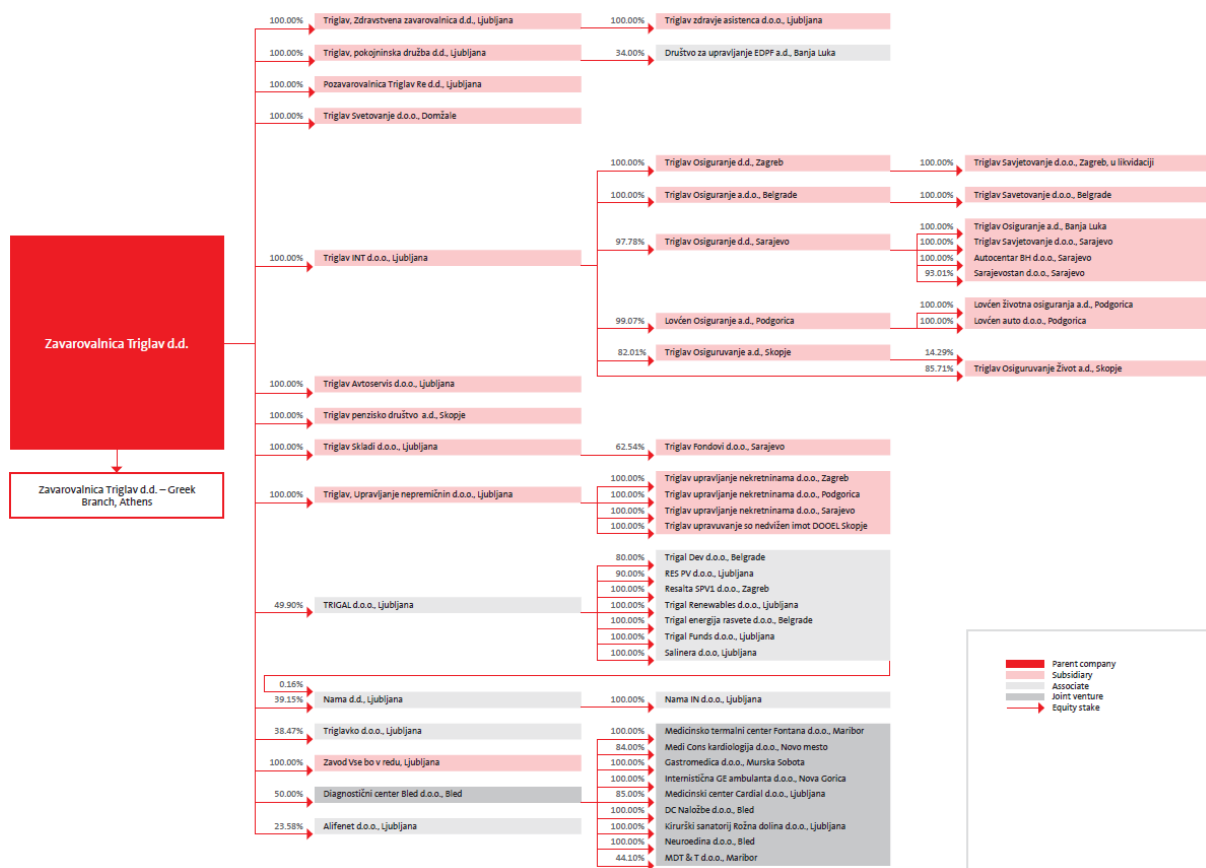 100.00% Triglav, Zdravstvena zavarovalnica d.d., Ljubljana 100.00% Triglav zdravje asistenca d.o.o., Ljubljana
100.00% Triglav, pokojninska družba d.d., Ljubljana 34.00% Društvo za upravljanje EDPF a.d., Banja Luka
100.00% Pozavarovalnica Triglav Re d.d., Ljubljana
100.00% Triglav Svetovanje d.o.o., Domžale
100.00% Triglav Osiguranje d.d., Zagreb 100.00% Triglav Savjetovanje d.o.o., Zagreb, u likvidaciji
100.00% Triglav Osiguranje a.d.o., Belgrade 100.00% Triglav Savetovanje d.o.o., Belgrade
100.00% Triglav Osiguranje a.d., Banja Luka
97.78% Triglav Osiguranje d.d., Sarajevo 100.00% Triglav Savjetovanje d.o.o., Sarajevo
100.00% Triglav INT d.o.o., Ljubljana 100.00% Autocentar BH d.o.o., Sarajevo
93.01% Sarajevostan d.o.o., Sarajevo
100.00% Lovćen životna osiguranja a.d., Podgorica
99.07% Lovćen Osiguranje a.d., Podgorica 100.00% Lovćen auto d.o.o., Podgorica
Zavarovalnica Triglav d.d.
82.01% Triglav Osiguruvanje a.d., Skopje 14.29%
85.71% Triglav Osiguruvanje Život a.d., Skopje
100.00% Triglav Avtoservis d.o.o., Ljubljana
100.00% Triglav penzisko društvo a.d., Skopje
100.00% Triglav Skladi d.o.o., Ljubljana 62.54% Triglav Fondovi d.o.o., Sarajevo
Zavarovalnica Triglav d.d. – Greek
Branch, Athens
100.00% Triglav, Upravljanje nepremičnin d.o.o., Ljubljana
100.00% Triglav upravljanje nekretninama d.o.o., Zagreb
100.00% Triglav upravljanje nekretninama d.o.o., Podgorica
100.00% Triglav upravljanje nekretninama d.o.o., Sarajevo
100.00% Triglav upravuvanje so nedvižen imot DOOEL Skopje
80.00% Trigal Dev d.o.o., Belgrade
90.00% RES PV d.o.o., Ljubljana
100.00% Resalta SPV1 d.o.o., Zagreb
49.90% TRIGAL d.o.o., Ljubljana 100.00% Trigal Renewables d.o.o., Ljubljana
100.00% Trigal energija rasvete d.o.o., Belgrade
100.00% Trigal Funds d.o.o., Ljubljana
100.00% Salinera d.o.o, Ljubljana
0.16%
39.15% Nama d.d., Ljubljana 100.00% Nama IN d.o.o., Ljubljana
38.47% Triglavko d.o.o., Ljubljana 100.00% Medicinsko termalni center Fontana d.o.o., Maribor
84.00% Medi Cons kardiologija d.o.o., Novo mesto
100.00% Zavod Vse bo v redu, Ljubljana 100.00% Gastromedica d.o.o., Murska Sobota
100.00% Internistična GE ambulanta d.o.o., Nova Gorica
50.00% Diagnostični center Bled d.o.o., Bled 85.00% Medicinski center Cardial d.o.o., Ljubljana
100.00% DC Naložbe d.o.o., Bled
23.58% Alifenet d.o.o., Ljubljana 100.00% Kirurški sanatorij Rožna dolina d.o.o., Ljubljana
100.00% Neuroedina d.o.o., Bled
44.10% MDT & T d.o.o., Maribor
Parent company
Subsidiary
Associate
Joint venture
Equity stake